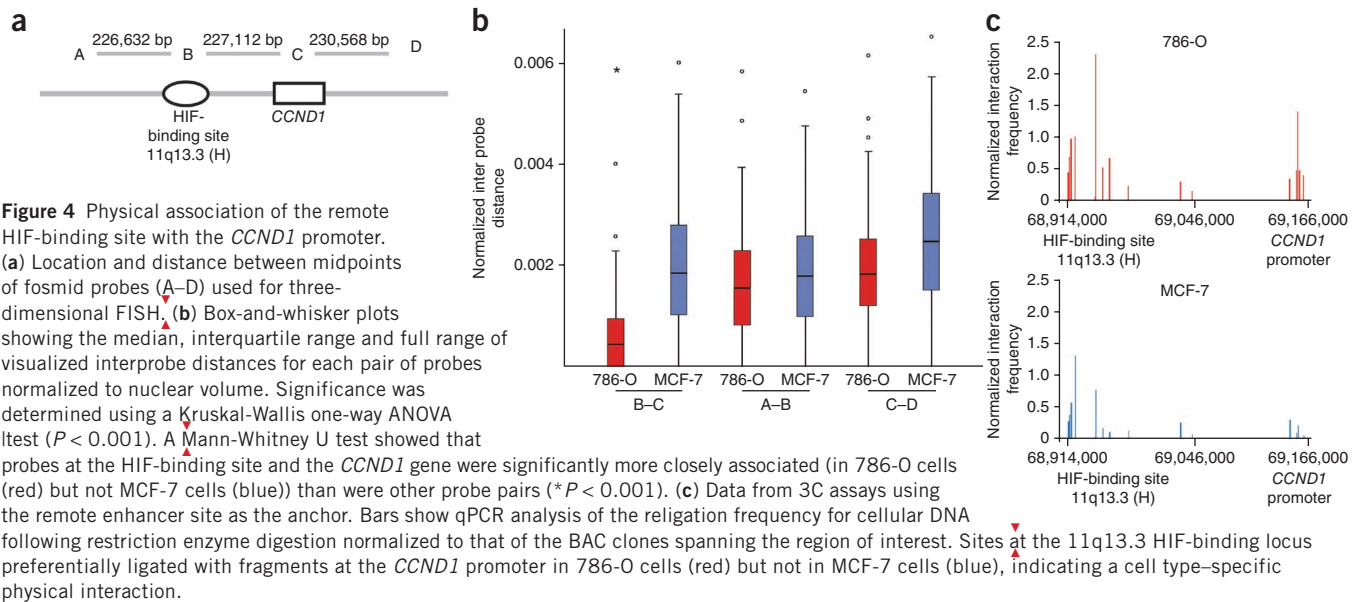 a
226,632 bp 227,112 bp 230,568 bp
A B C D
HIF-
binding site
11q13.3 (H)
CCND1
Figure 4 Physical association of the remote
HIF-binding site with the CCND1 promoter.
(a) Location and distance between midpoints
of fosmid probes (A–D) used for three-
dimensional FISH. (b) Box-and-whisker plots
showing the median, interquartile range and full range of
visualized interprobe distances for each pair of probes
normalized to nuclear volume. Significance was
determined using a Kruskal-Wallis one-way ANOVA
ltest (P < 0.001). A Mann-Whitney U test showed that
probes at the HIF-binding site and the CCND1 gene were significantly more closely associated (in 786-O cells
(red) but not MCF-7 cells (blue)) than were other probe pairs (*P < 0.001). (c) Data from 3C assays using
the remote enhancer site as the anchor. Bars show qPCR analysis of the religation frequency for cellular DNA
following restriction enzyme digestion normalized to that of the BAC clones spanning the region of interest. Sites at the 11q13.3 HIF-binding locus
preferentially ligated with fragments at the CCND1 promoter in 786-O cells (red) but not in MCF-7 cells (blue), indicating a cell type–specific
physical interaction.
b
Normalized inter probe
distance
0.006
0.004
0.002
*
786-O MCF-7 786-O MCF-7 786-O MCF-7
B–C A–B C–D
c
786-O
Normalized interaction
frequency
2.5
2.0
1.5
1.0
0.5
0
68,914,000 69,046,000 69,166,000
HIF-binding site
11q13.3 (H)
CCND1
promoter
MCF-7
Normalized interaction
frequency
2.5
2.0
1.5
1.0
0.5
0
68,914,000 69,046,000 69,166,000
HIF-binding site
11q13.3 (H)
CCND1
promoter